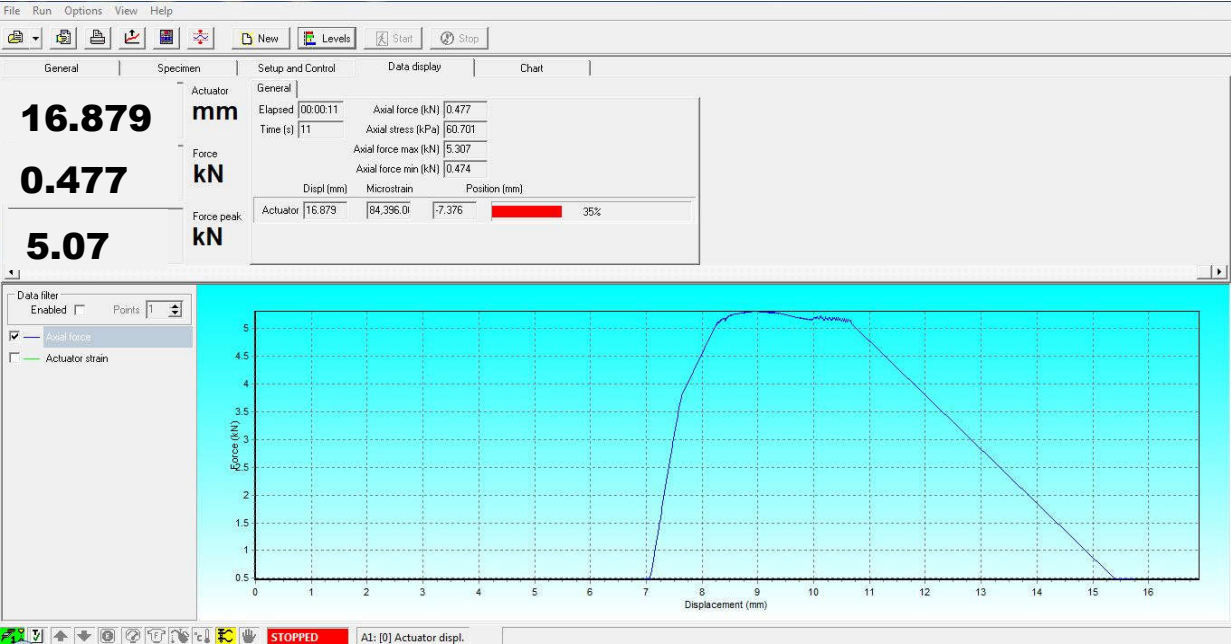 File Run Options View Help
New Levels Start Stop
General Specimen Setup and Control Data display Chart
16.879
Actuator
mm
0.477
Force
kN
5.07
Force peak
kN
General
Elapsed 00:00:11 Axial force (kN) 0.477
Time (s) 11 Axial stress (kPa) 60.701
Axial force max (kN) 5.307
Axial force min (kN) 0.474
Displ (mm) Microstrain Position (mm)
Actuator 16.879 84,396.0 -7.376 35%
Data filter
Enabled Points 1
Axial force
Actuator strain
Force (kN)
5
4.5
4
3.5
3
2.5
2
1.5
1
0.5
0 1 2 3 4 5 6 7 8 9 10 11 12 13 14 15 16
Displacement (mm)
STOPPED A1: [0] Actuator displ.